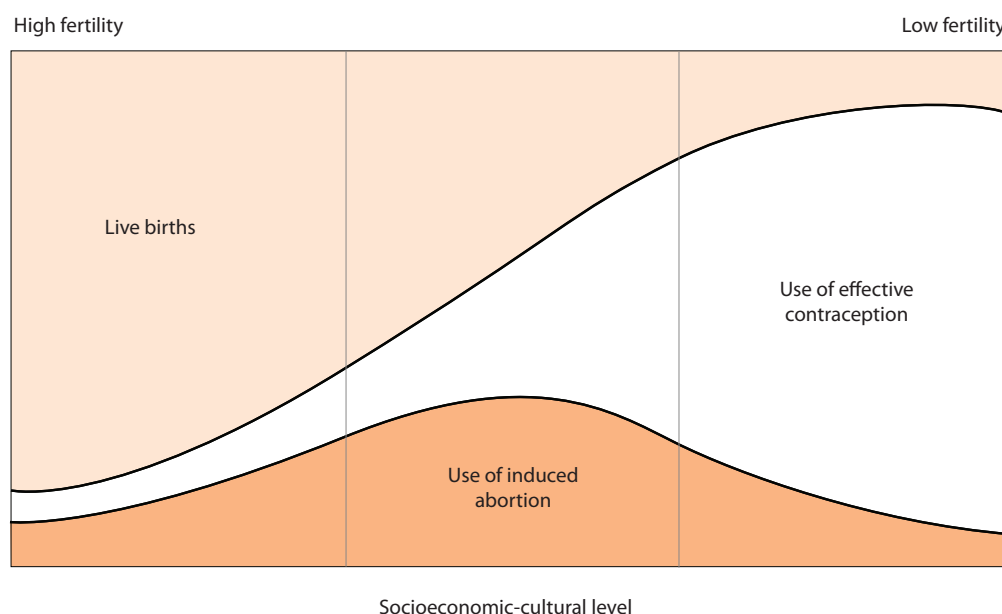 High fertility
Low fertility
Live births
Use of effective
contraception
Use of induced
abortion
Socioeconomic-cultural level